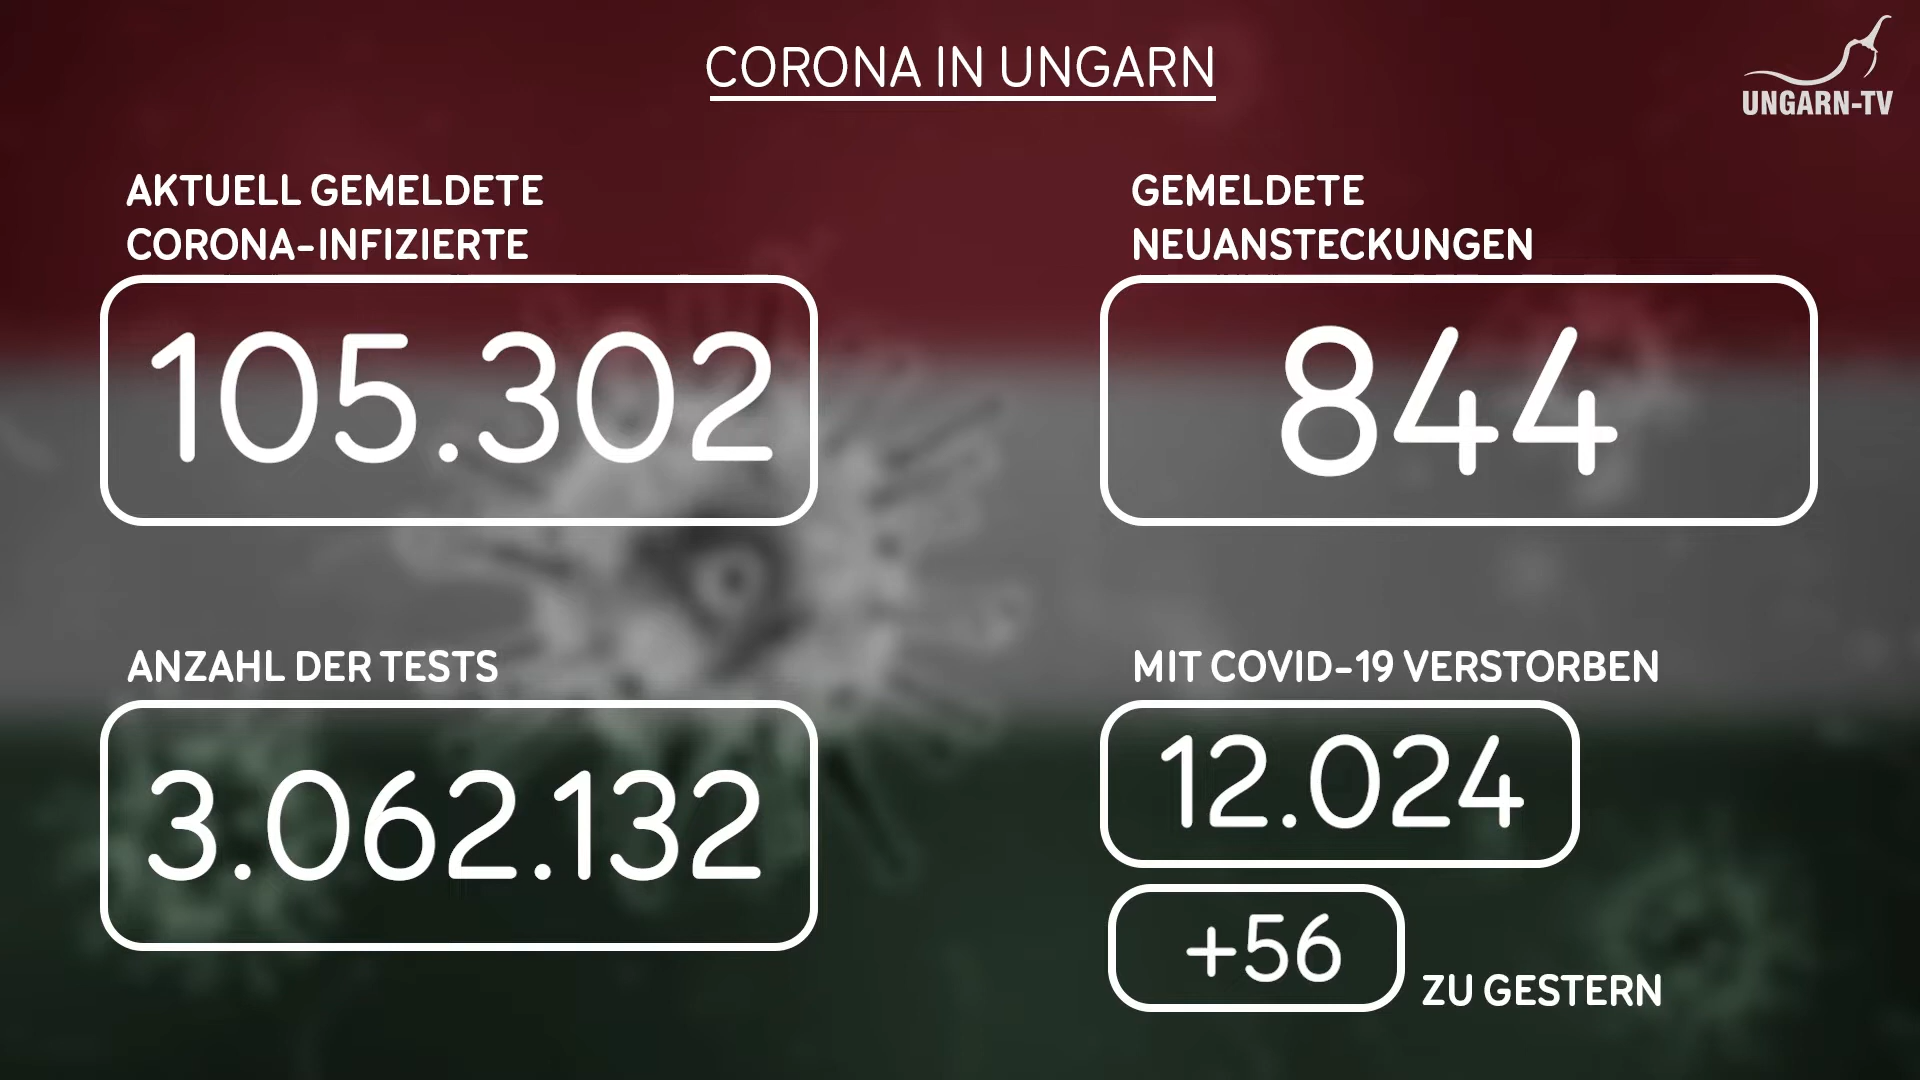 CORONA IN UNGARN
UNGARN-TV
AKTUELL GEMELDETE
CORONA-INFIZIERTE
105.302
GEMELDETE
NEUANSTECKUNGEN
844
ANZAHL DER TESTS
3.062.132
MIT COVID-19 VERSTORBEN
12.024
+56
ZU GESTERN